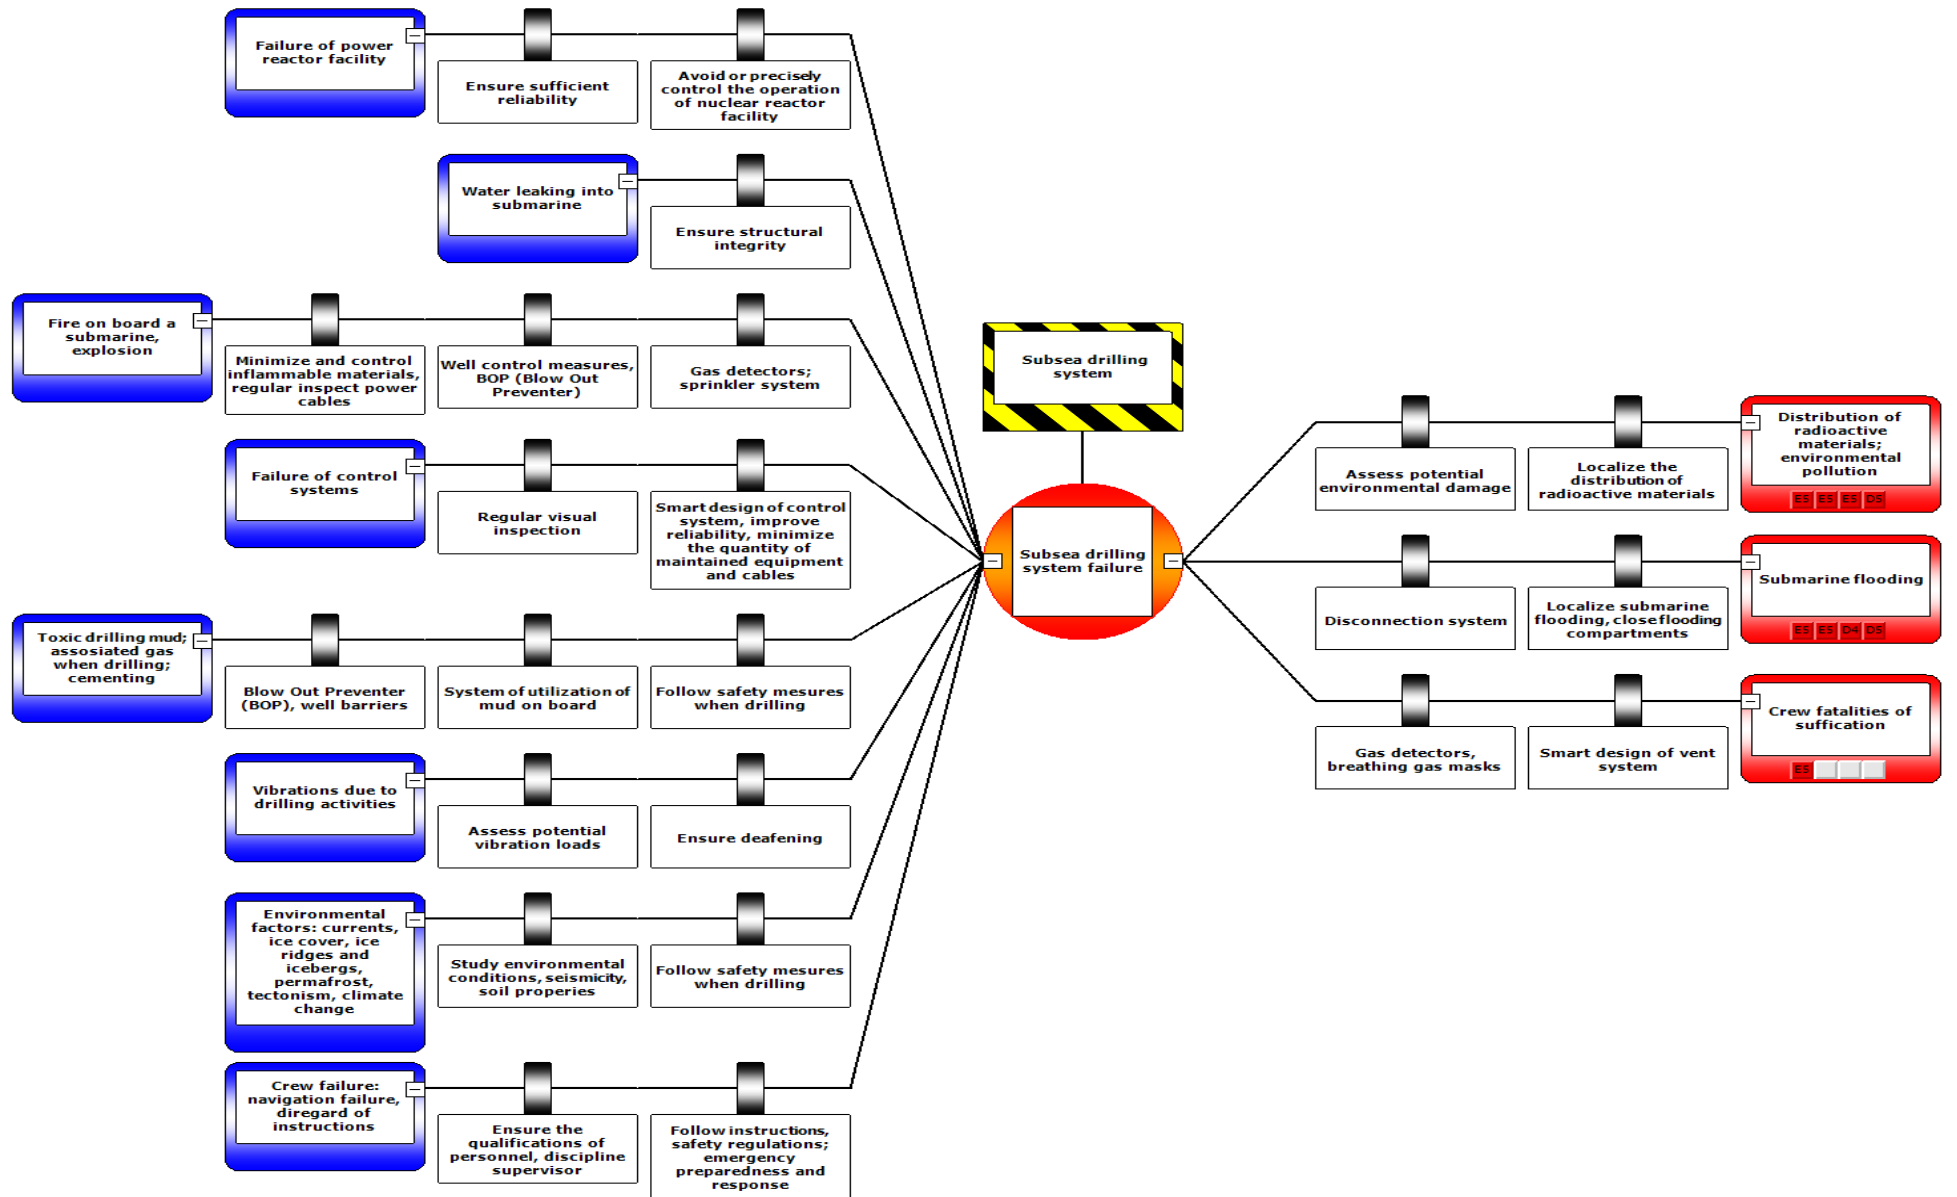 Failure of power
reactor facility
Ensure sufficient
reliability
Avoid or precisely
control the operation
of nuclear reactor
facility
Water leaking into
submarine
Ensure structural
integrity
Fire on board a
submarine,
explosion
Minimize and control
inflammable materials,
regular inspect power
cables
Well control measures,
BOP (Blow Out
Preventer)
Gas detectors;
sprinkler system
Failure of control
systems
Regular visual
inspection
Smart design of control
system, improve
reliability, minimize
the quantity of
maintained equipment
and cables
Toxic drilling mud;
assosiated gas
when drilling;
cementing
Blow Out Preventer
(BOP), well barriers
System of utilization of
mud on board
Follow safety mesures
when drilling
Vibrations due to
drilling activities
Assess potential
vibration loads
Ensure deafening
Environmental
factors: currents,
ice cover, ice
ridges and
icebergs,
permafrost,
tectonism, climate
change
Study environmental
conditions, seismicity,
soil properies
Follow safety mesures
when drilling
Crew failure:
navigation failure,
diregard of
instructions
Ensure the
qualifications of
personnel, discipline
supervisor
Follow instructions,
safety regulations;
emergency
preparedness and
response
Subsea drilling
system
Subsea drilling
system failure
Assess potential
environmental damage
Localize the
distribution of
radioactive materials
Distribution of
radioactive
materials;
environmental
pollution
E5 E5 E5 D5
Disconnection system
Localize submarine
flooding, close flooding
compartments
Submarine flooding
E5 E5 D4 D5
Gas detectors,
breathing gas masks
Smart design of vent
system
Crew fatalities of
suffication
E5